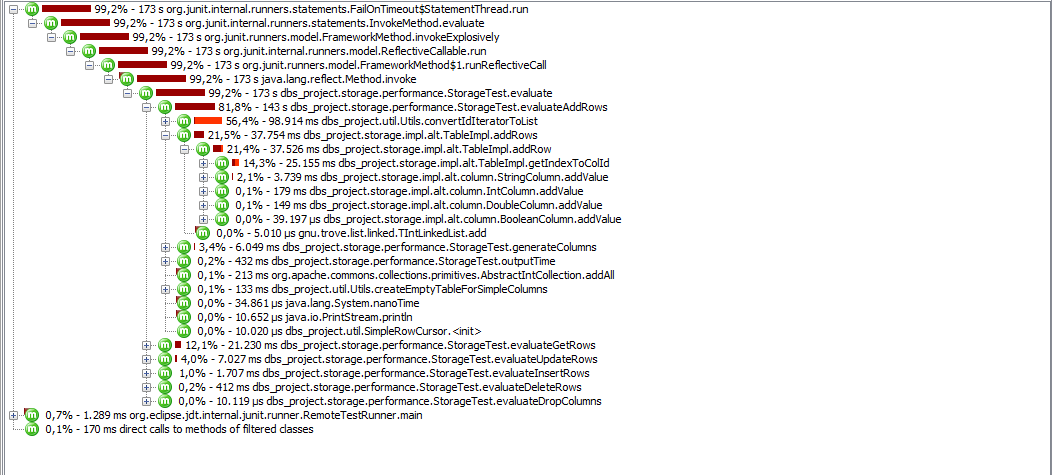 99,2% - 173 s org.junit.internal.runners.statements.FailOnTimeout$StatementThread.run
99,2% - 173 s org.junit.internal.runners.statements.InvokeMethod.evaluate
99,2% - 173 s org.junit.runners.model.FrameworkMethod.invokeExplosively
99,2% - 173 s org.junit.internal.runners.model.ReflectiveCallable.run
99,2% - 173 s org.junit.runners.model.FrameworkMethod$1.runReflectiveCall
99,2% - 173 s java.lang.reflect.Method.invoke
99,2% - 173 s dbs_project.storage.performance.StorageTest.evaluate
81,8% - 143 s dbs_project.storage.performance.StorageTest.evaluateAddRows
56,4% - 98.914 ms dbs_project.util.Utils.convertIdIteratorToList
21,5% - 37.754 ms dbs_project.storage.impl.alt.TableImpl.addRows
21,4% - 37.526 ms dbs_project.storage.impl.alt.TableImpl.addRow
14,3% - 25.155 ms dbs_project.storage.impl.alt.TableImpl.getIndexToColId
2,1% - 3.739 ms dbs_project.storage.impl.alt.column.StringColumn.addValue
0,1% - 179 ms dbs_project.storage.impl.alt.column.IntColumn.addValue
0,1% - 149 ms dbs_project.storage.impl.alt.column.DoubleColumn.addValue
0,0% - 39.197 µs dbs_project.storage.impl.alt.column.BooleanColumn.addValue
0,0% - 5.010 µs gnu.trove.list.linked.TIntLinkedList.add
3,4% - 6.049 ms dbs_project.storage.performance.StorageTest.generateColumns
0,2% - 432 ms dbs_project.storage.performance.StorageTest.outputTime
0,1% - 213 ms org.apache.commons.collections.primitives.AbstractIntCollection.addAll
0,1% - 133 ms dbs_project.util.Utils.createEmptyTableForSimpleColumns
0,0% - 34.861 µs java.lang.System.nanoTime
0,0% - 10.652 µs java.io.PrintStream.println
0,0% - 10.020 µs dbs_project.util.SimpleRowCursor.<init>
12,1% - 21.230 ms dbs_project.storage.performance.StorageTest.evaluateGetRows
4,0% - 7.027 ms dbs_project.storage.performance.StorageTest.evaluateUpdateRows
1,0% - 1.707 ms dbs_project.storage.performance.StorageTest.evaluateInsertRows
0,2% - 412 ms dbs_project.storage.performance.StorageTest.evaluateDeleteRows
0,0% - 10.119 µs dbs_project.storage.performance.StorageTest.evaluateDropColumns
0,7% - 1.289 ms org.eclipse.jdt.internal.junit.runner.RemoteTestRunner.main
0,1% - 170 ms direct calls to methods of filtered classes